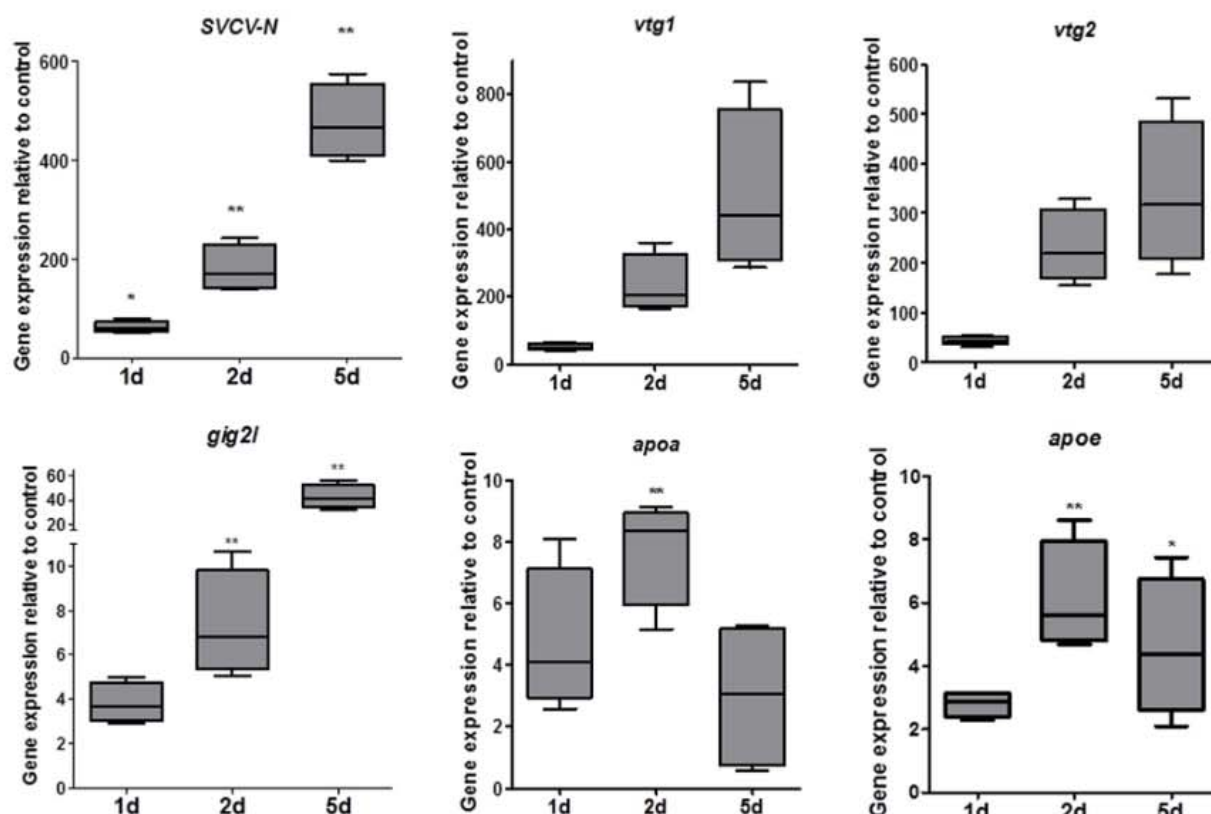 SVCV-N
Gene expression relative to control
600
400
200
0
*
**
**
1d
2d
5d
vtg1
Gene expression relative to control
800
600
400
200
0
1d
2d
5d
vtg2
Gene expression relative to control
600
500
400
300
200
100
0
1d
2d
5d
gig2l
Gene expression relative to control
60
40
20
10
8
6
4
2
0
**
**
1d
2d
5d
apoa
Gene expression relative to control
10
8
6
4
2
0
**
1d
2d
5d
apoe
Gene expression relative to control
10
8
6
4
2
0
**
*
1d
2d
5d